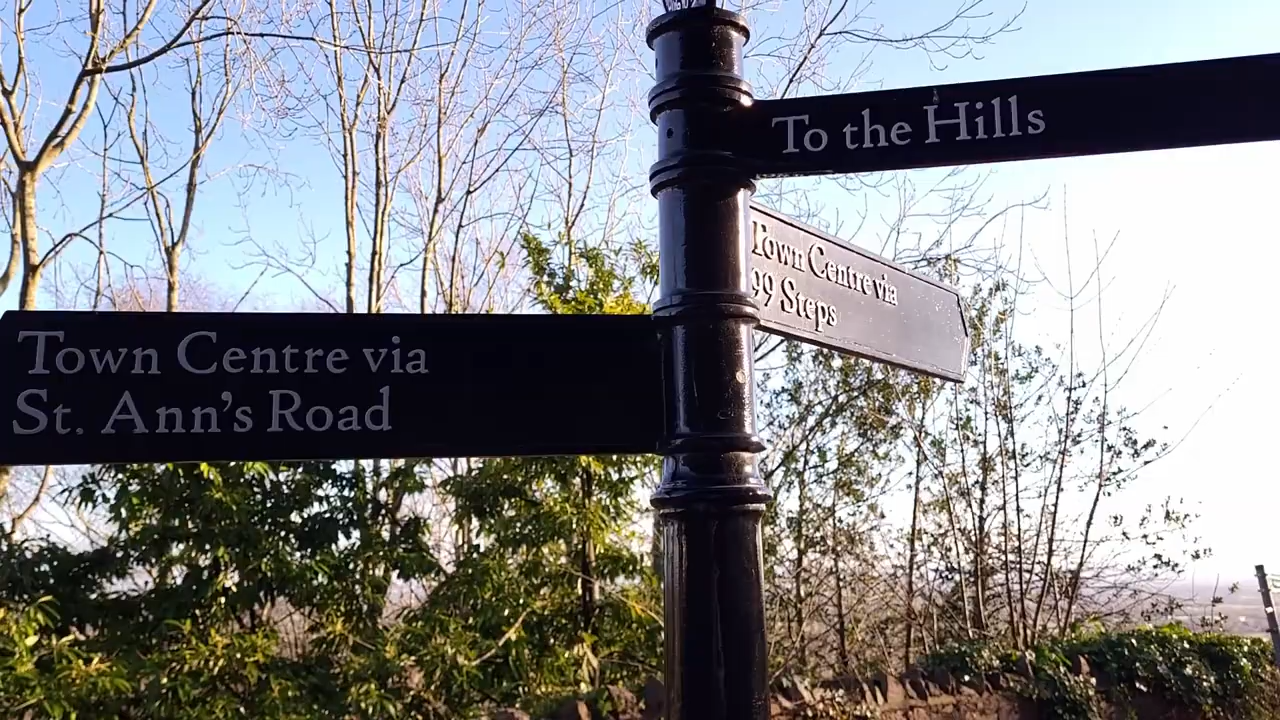 To the Hills
Town Centre via
99 Steps
Town Centre via
St. Ann's Road